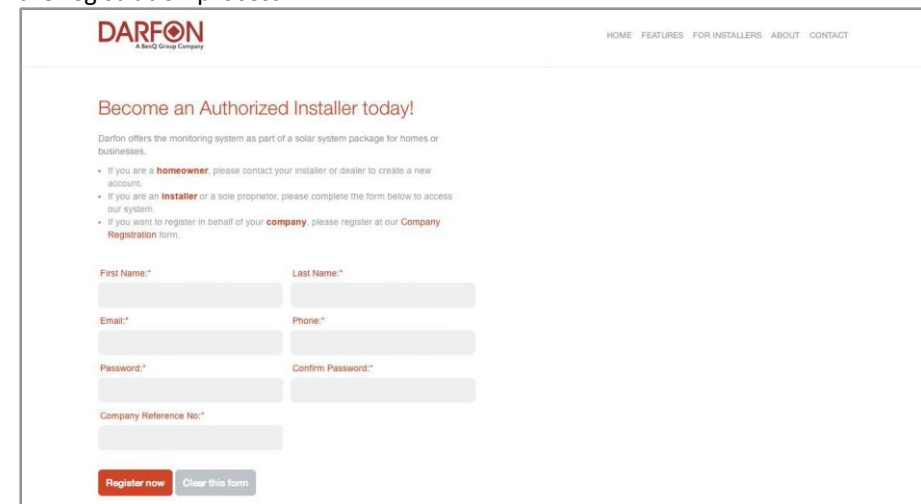 DARFON
A BenQ Group Company
HOME FEATURES FOR INSTALLERS ABOUT CONTACT
Become an Authorized Installer today!
Darfon offers the monitoring system as part of a solar system package for homes or
businesses.
• If you are a homeowner, please contact your installer or dealer to create a new
account.
• If you are an installer or a sole proprietor, please complete the form below to access
our system.
• If you want to register in behalf of your company, please register at our Company
Registration form.
First Name:* Last Name:*
Email:* Phone:*
Password:* Confirm Password:*
Company Reference No:*
Register now Clear this form